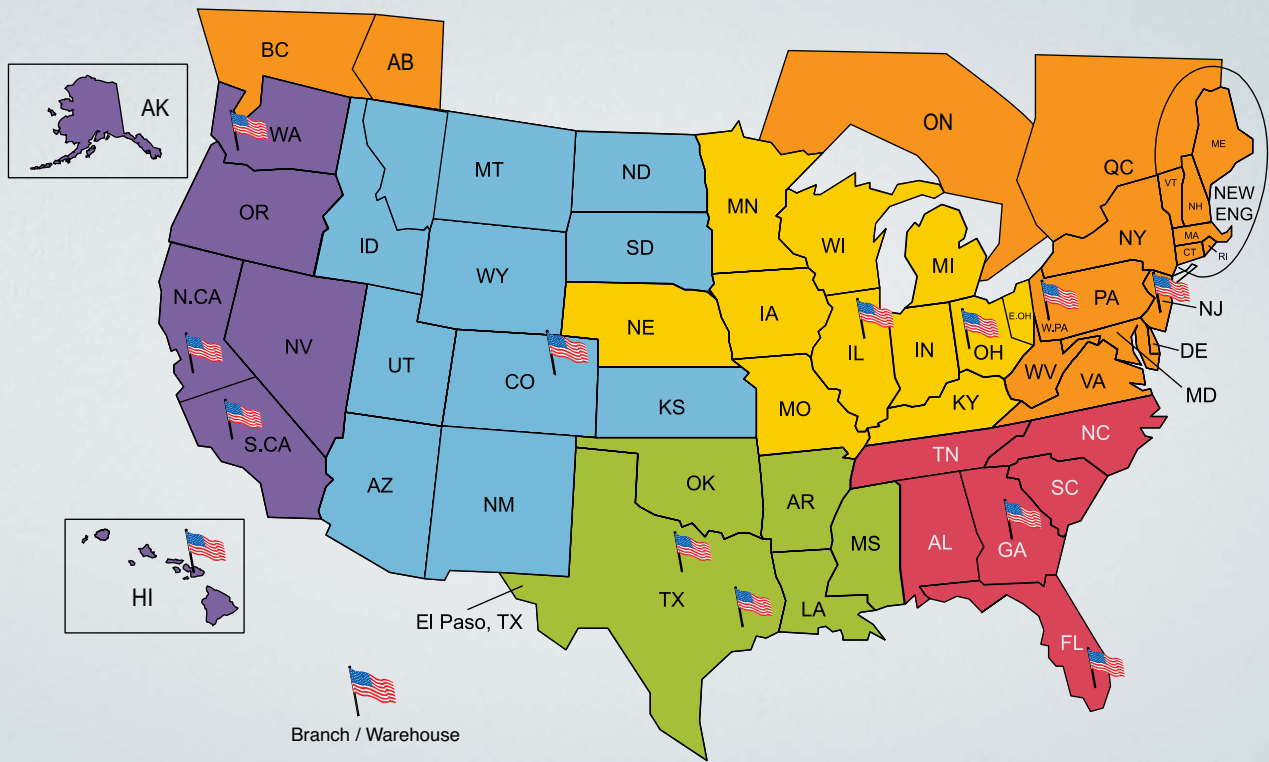 BC
AB
AK
WA
MT
ND
MN
ON
QC
ME
VT
NH
NEW
ENG
OR
ID
SD
WI
MI
NY
MA
CT
RI
WY
N.CA
NV
UT
CO
NE
IA
IL
IN
OH
E.OH
W.PA
PA
NJ
DE
MD
WV
VA
KS
MO
KY
S.CA
AZ
NM
OK
AR
TN
NC
SC
HI
TX
El Paso, TX
LA
MS
AL
GA
FL
Branch / Warehouse